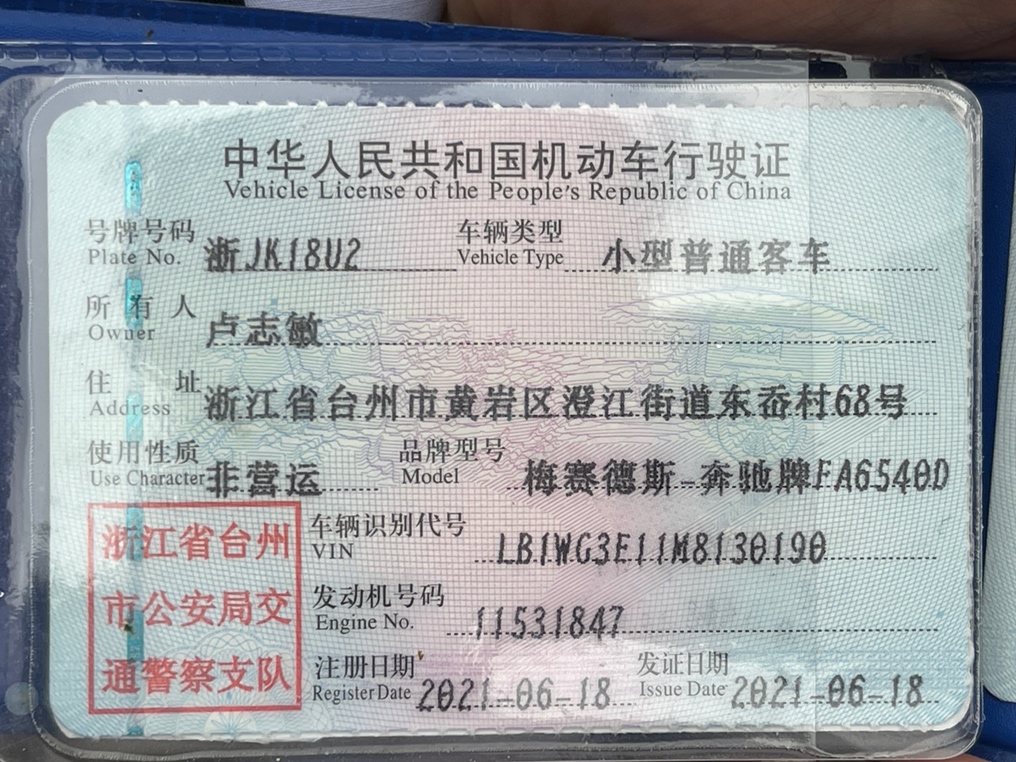 中华人民共和国机动车行驶证
Vehicle License of the People's Republic of China
号牌号码 浙JK18U2 车辆类型 小型普通客车
Plate No. Vehicle Type
所有人 卢志敏
Owner
住址 浙江省台州市黄岩区澄江街道东岙村68号
Address
使用性质 非营运 品牌型号 梅赛德斯-奔驰牌FA6540D
Use Character Model
浙江省台州
市公安局交
通警察支队
车辆识别代号 LB1WG3E11M8130190
VIN
发动机号码 11531847
Engine No.
注册日期 2021-06-18 发证日期 2021-06-18
Register Date Issue Date